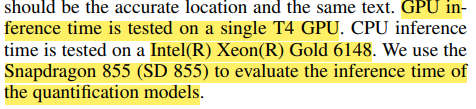 should be the accurate location and the same text. GPU in-
ference time is tested on a single T4 GPU. CPU inference
time is tested on a Intel(R) Xeon(R) Gold 6148. We use the
Snapdragon 855 (SD 855) to evaluate the inference time of
the quantification models.